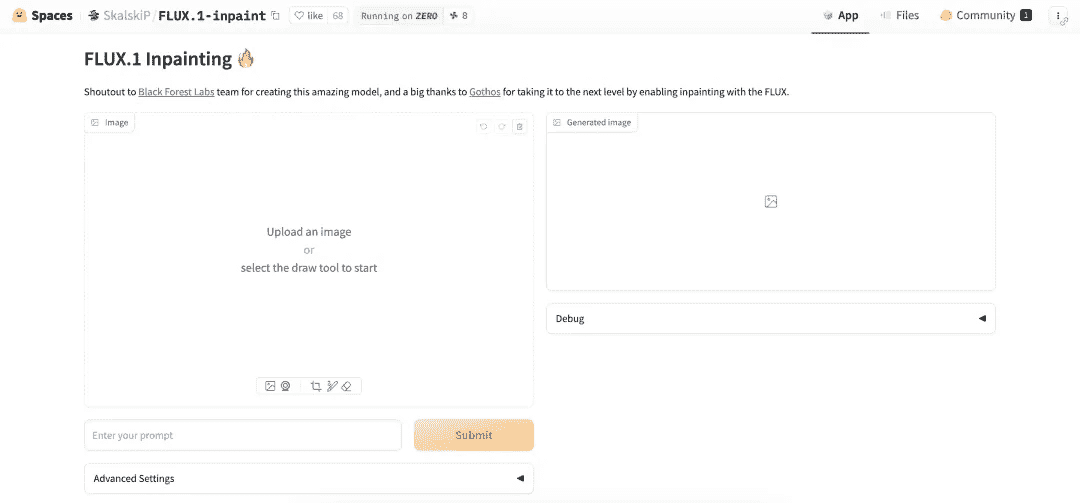 Spaces SkalskiP/FLUX.1-inpaint like 68 Running on ZERO 8 App Files Community 1
FLUX.1 Inpainting
Shoutout to Black Forest Labs team for creating this amazing model, and a big thanks to Gothos for taking it to the next level by enabling inpainting with the FLUX.
Image
Generated image
Upload an image
or
select the draw tool to start
Debug
Enter your prompt
Submit
Advanced Settings